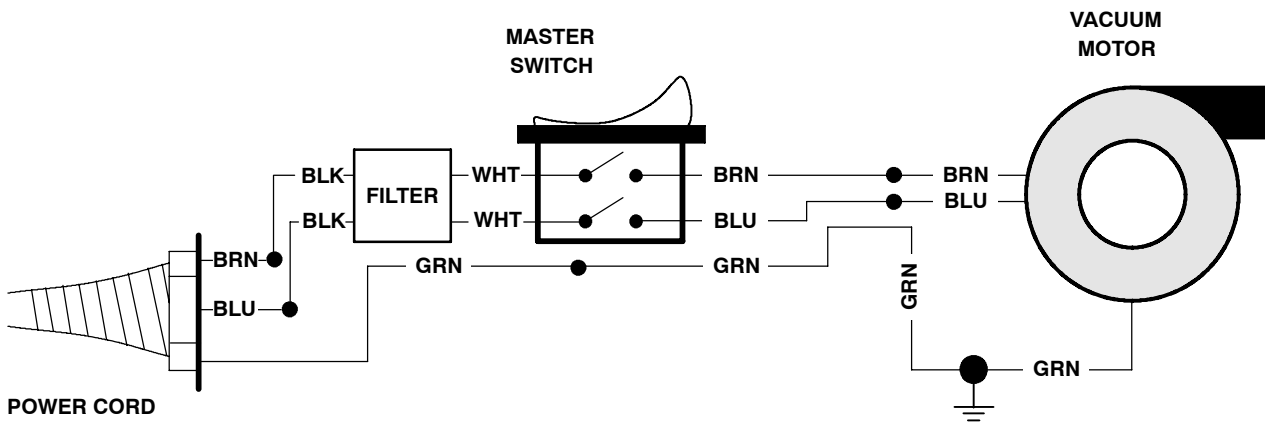 VACUUM
MOTOR
MASTER
SWITCH
BLK
FILTER
WHT
BRN
BRN
BLK
WHT
BLU
BLU
BRN
GRN
GRN
GRN
BLU
GRN
POWER CORD